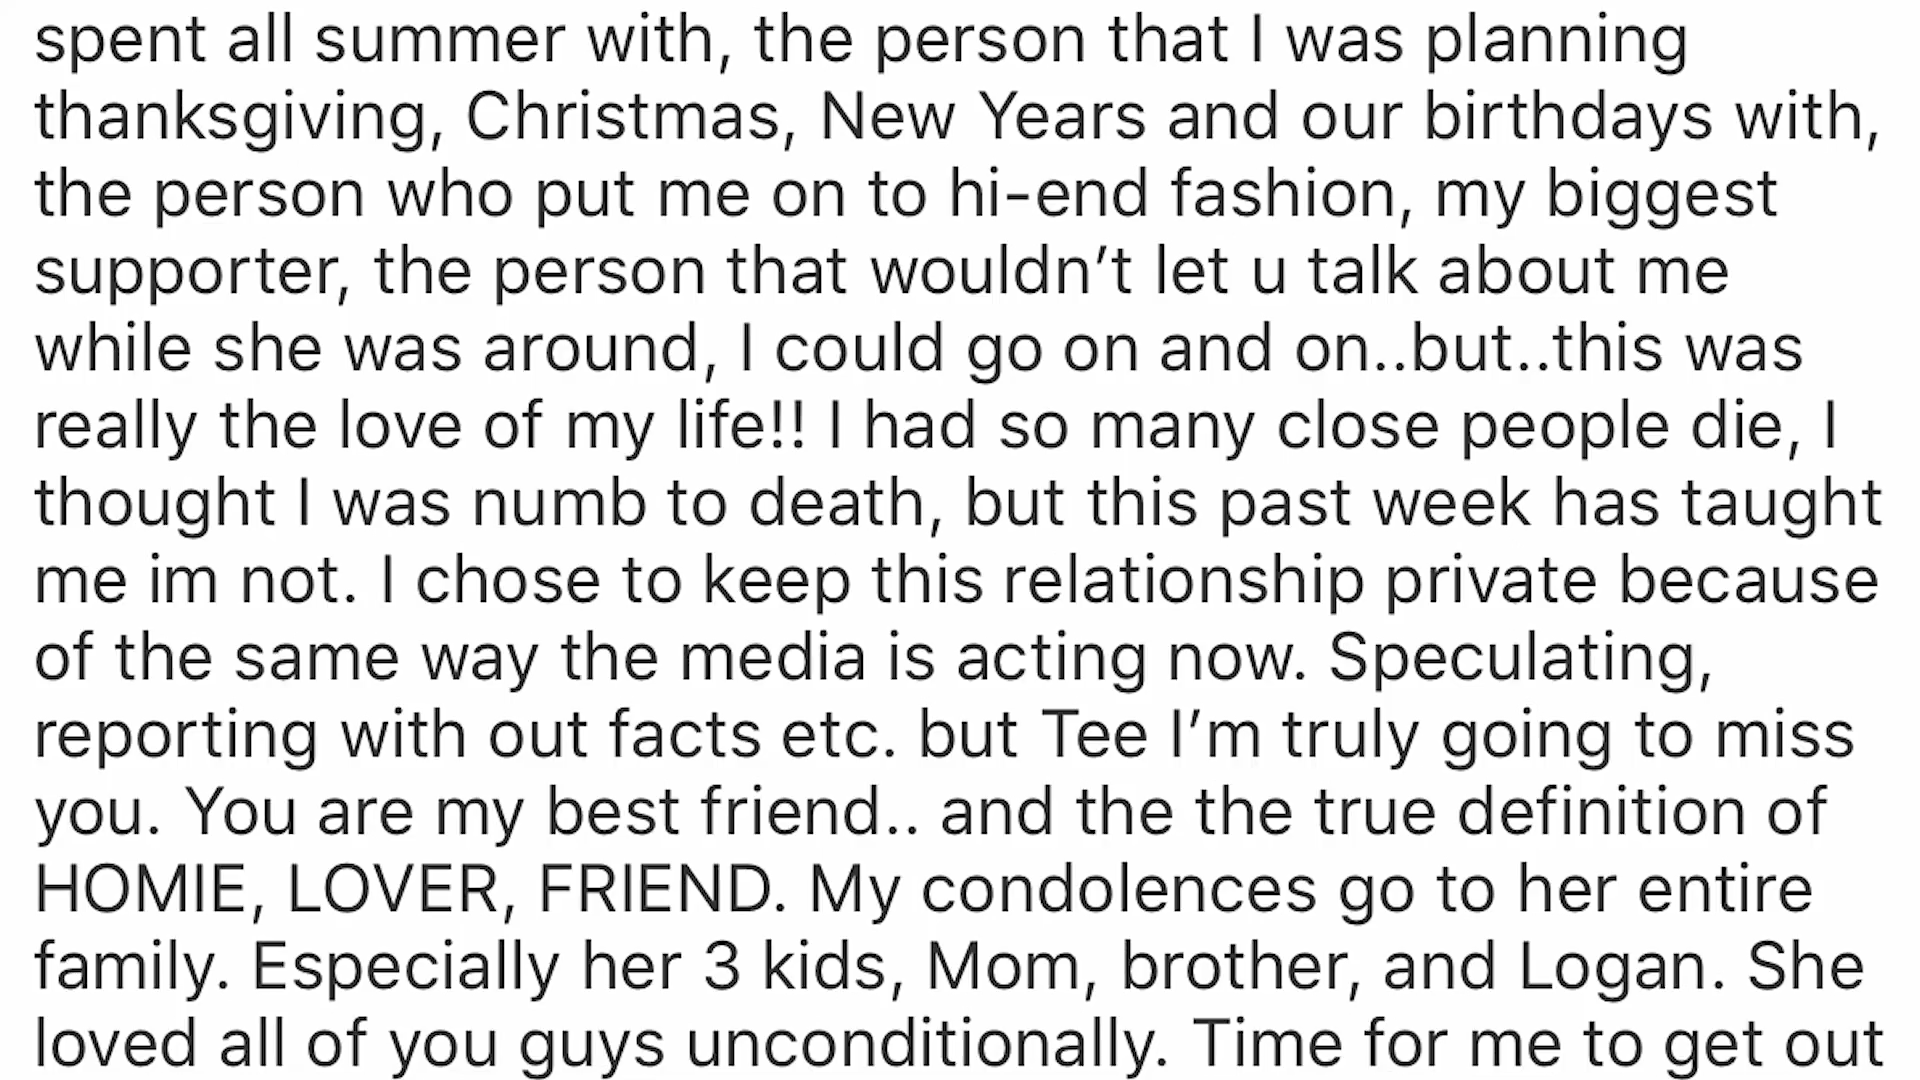 spent all summer with, the person that I was planning
thanksgiving, Christmas, New Years and our birthdays with,
the person who put me on to hi-end fashion, my biggest
supporter, the person that wouldn’t let u talk about me
while she was around, I could go on and on..but..this was
really the love of my life!! I had so many close people die, I
thought I was numb to death, but this past week has taught
me im not. I chose to keep this relationship private because
of the same way the media is acting now. Speculating,
reporting with out facts etc. but Tee I’m truly going to miss
you. You are my best friend.. and the the true definition of
HOMIE, LOVER, FRIEND. My condolences go to her entire
family. Especially her 3 kids, Mom, brother, and Logan. She
loved all of you guys unconditionally. Time for me to get out